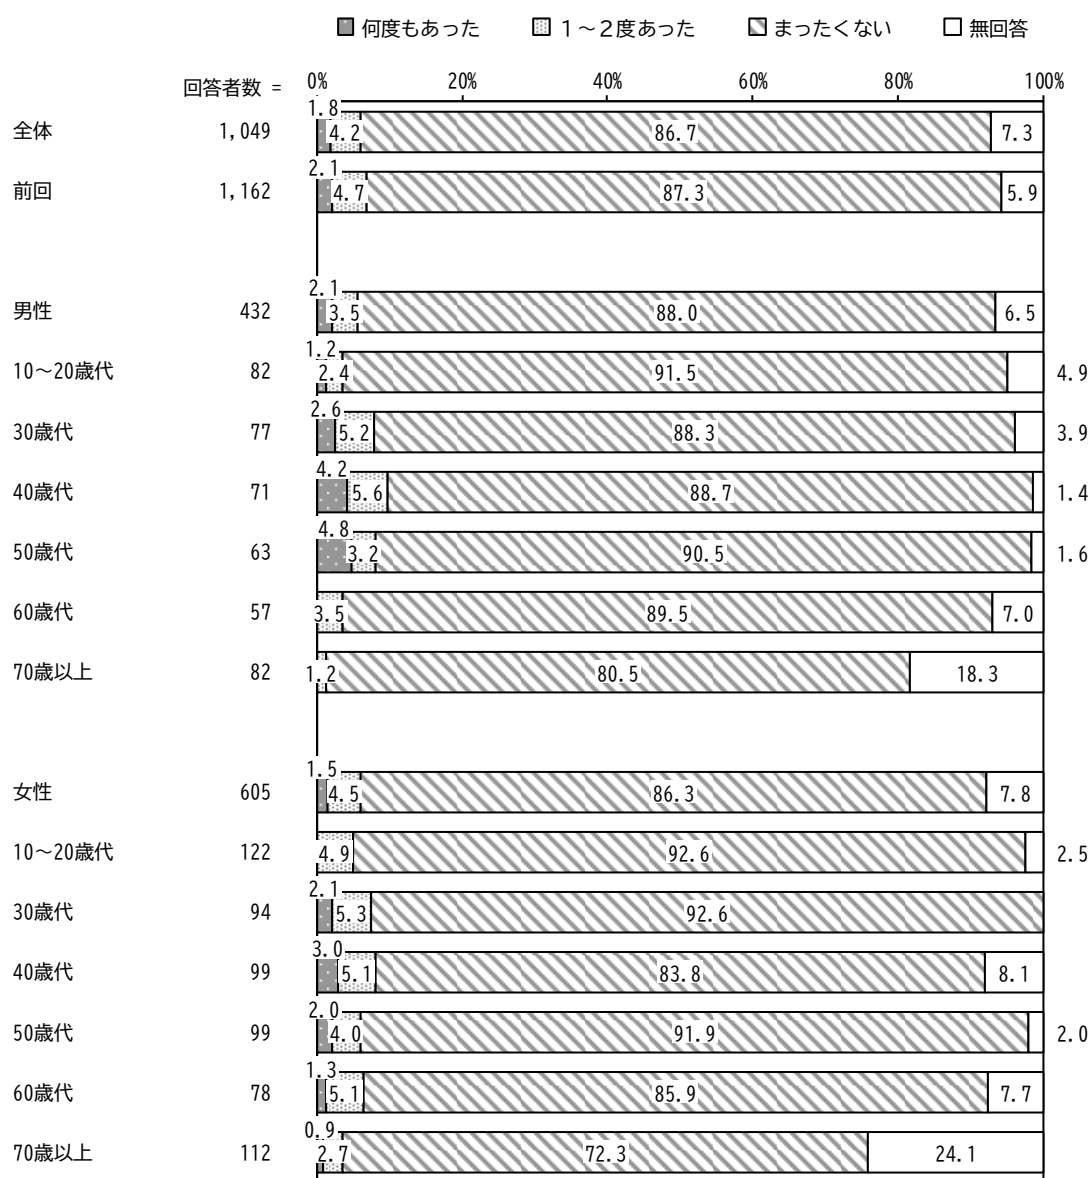 何度もあった １～２度あった まったくない 無回答
回答者数 = 0% 20% 40% 60% 80% 100%
全体 1,049 1.8 4.2 86.7 7.3
前回 1,162 2.1 4.7 87.3 5.9
男性 432 2.1 3.5 88.0 6.5
10～20歳代 82 1.2 2.4 91.5 4.9
30歳代 77 2.6 5.2 88.3 3.9
40歳代 71 4.2 5.6 88.7 1.4
50歳代 63 4.8 3.2 90.5 1.6
60歳代 57 3.5 89.5 7.0
70歳以上 82 1.2 80.5 18.3
女性 605 1.5 4.5 86.3 7.8
10～20歳代 122 4.9 92.6 2.5
30歳代 94 2.1 5.3 92.6
40歳代 99 3.0 5.1 83.8 8.1
50歳代 99 2.0 4.0 91.9 2.0
60歳代 78 1.3 5.1 85.9 7.7
70歳以上 112 0.9 2.7 72.3 24.1